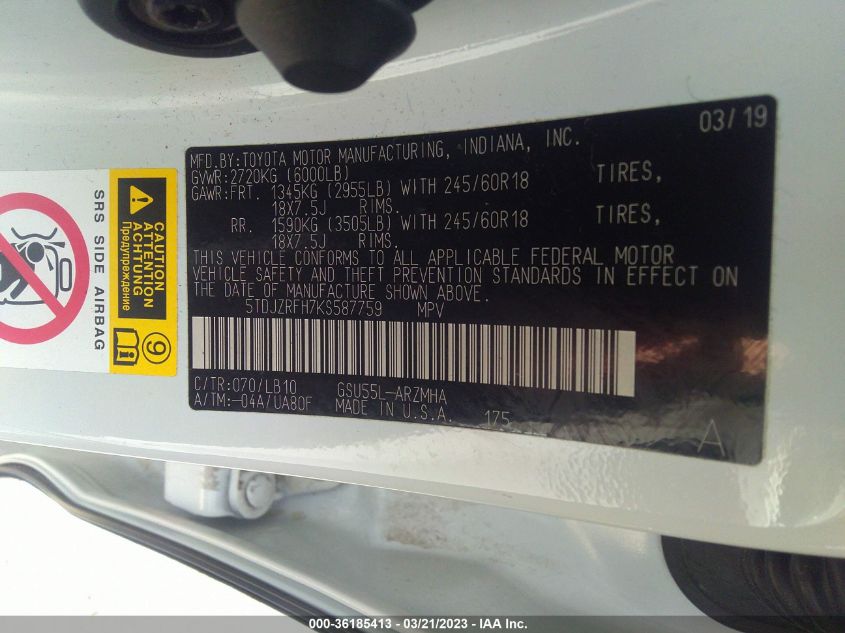 03/19
MFD.BY:TOYOTA MOTOR MANUFACTURING, INDIANA, INC.
GVWR:2720KG (6000LB)
GAWR:FRT. 1345KG (2955LB) WITH 245/60R18 TIRES,
18X7.5J RIMS.
RR. 1590KG (3505LB) WITH 245/60R18 TIRES,
18X7.5J RIMS.
THIS VEHICLE CONFORMS TO ALL APPLICABLE FEDERAL MOTOR
VEHICLE SAFETY AND THEFT PREVENTION STANDARDS IN EFFECT ON
THE DATE OF MANUFACTURE SHOWN ABOVE.
5TDJZRFH7KS587759 MPV
C/TR:070/LB10 GSU55L-ARZMHA
A/TM:-04A/UA80F MADE IN U.S.A. 175
A
SRS SIDE AIRBAG
CAUTION
ATTENTION
Предупреждение
9
000-36185413 - 03/21/2023 - © IAA Inc.